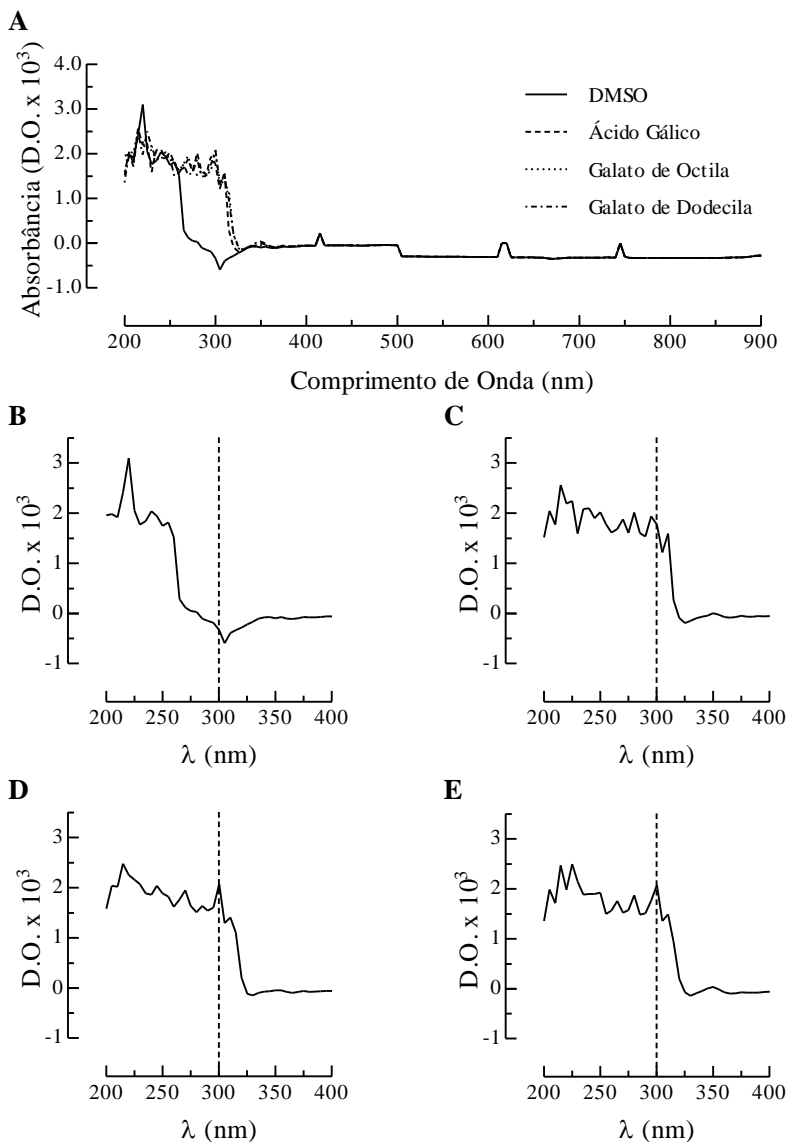 A
Absorbância (D.O. x 10³)
4.0
3.0
2.0
1.0
0.0
-1.0
DMSO
Ácido Gálico
Galato de Octila
Galato de Dodecila
200 300 400 500 600 700 800 900
Comprimento de Onda (nm)
B
D.O. x 10³
3
2
1
0
-1
200 250 300 350 400
λ (nm)
C
D.O. x 10³
3
2
1
0
-1
200 250 300 350 400
λ (nm)
D
D.O. x 10³
3
2
1
0
-1
200 250 300 350 400
λ (nm)
E
D.O. x 10³
3
2
1
0
-1
200 250 300 350 400
λ (nm)